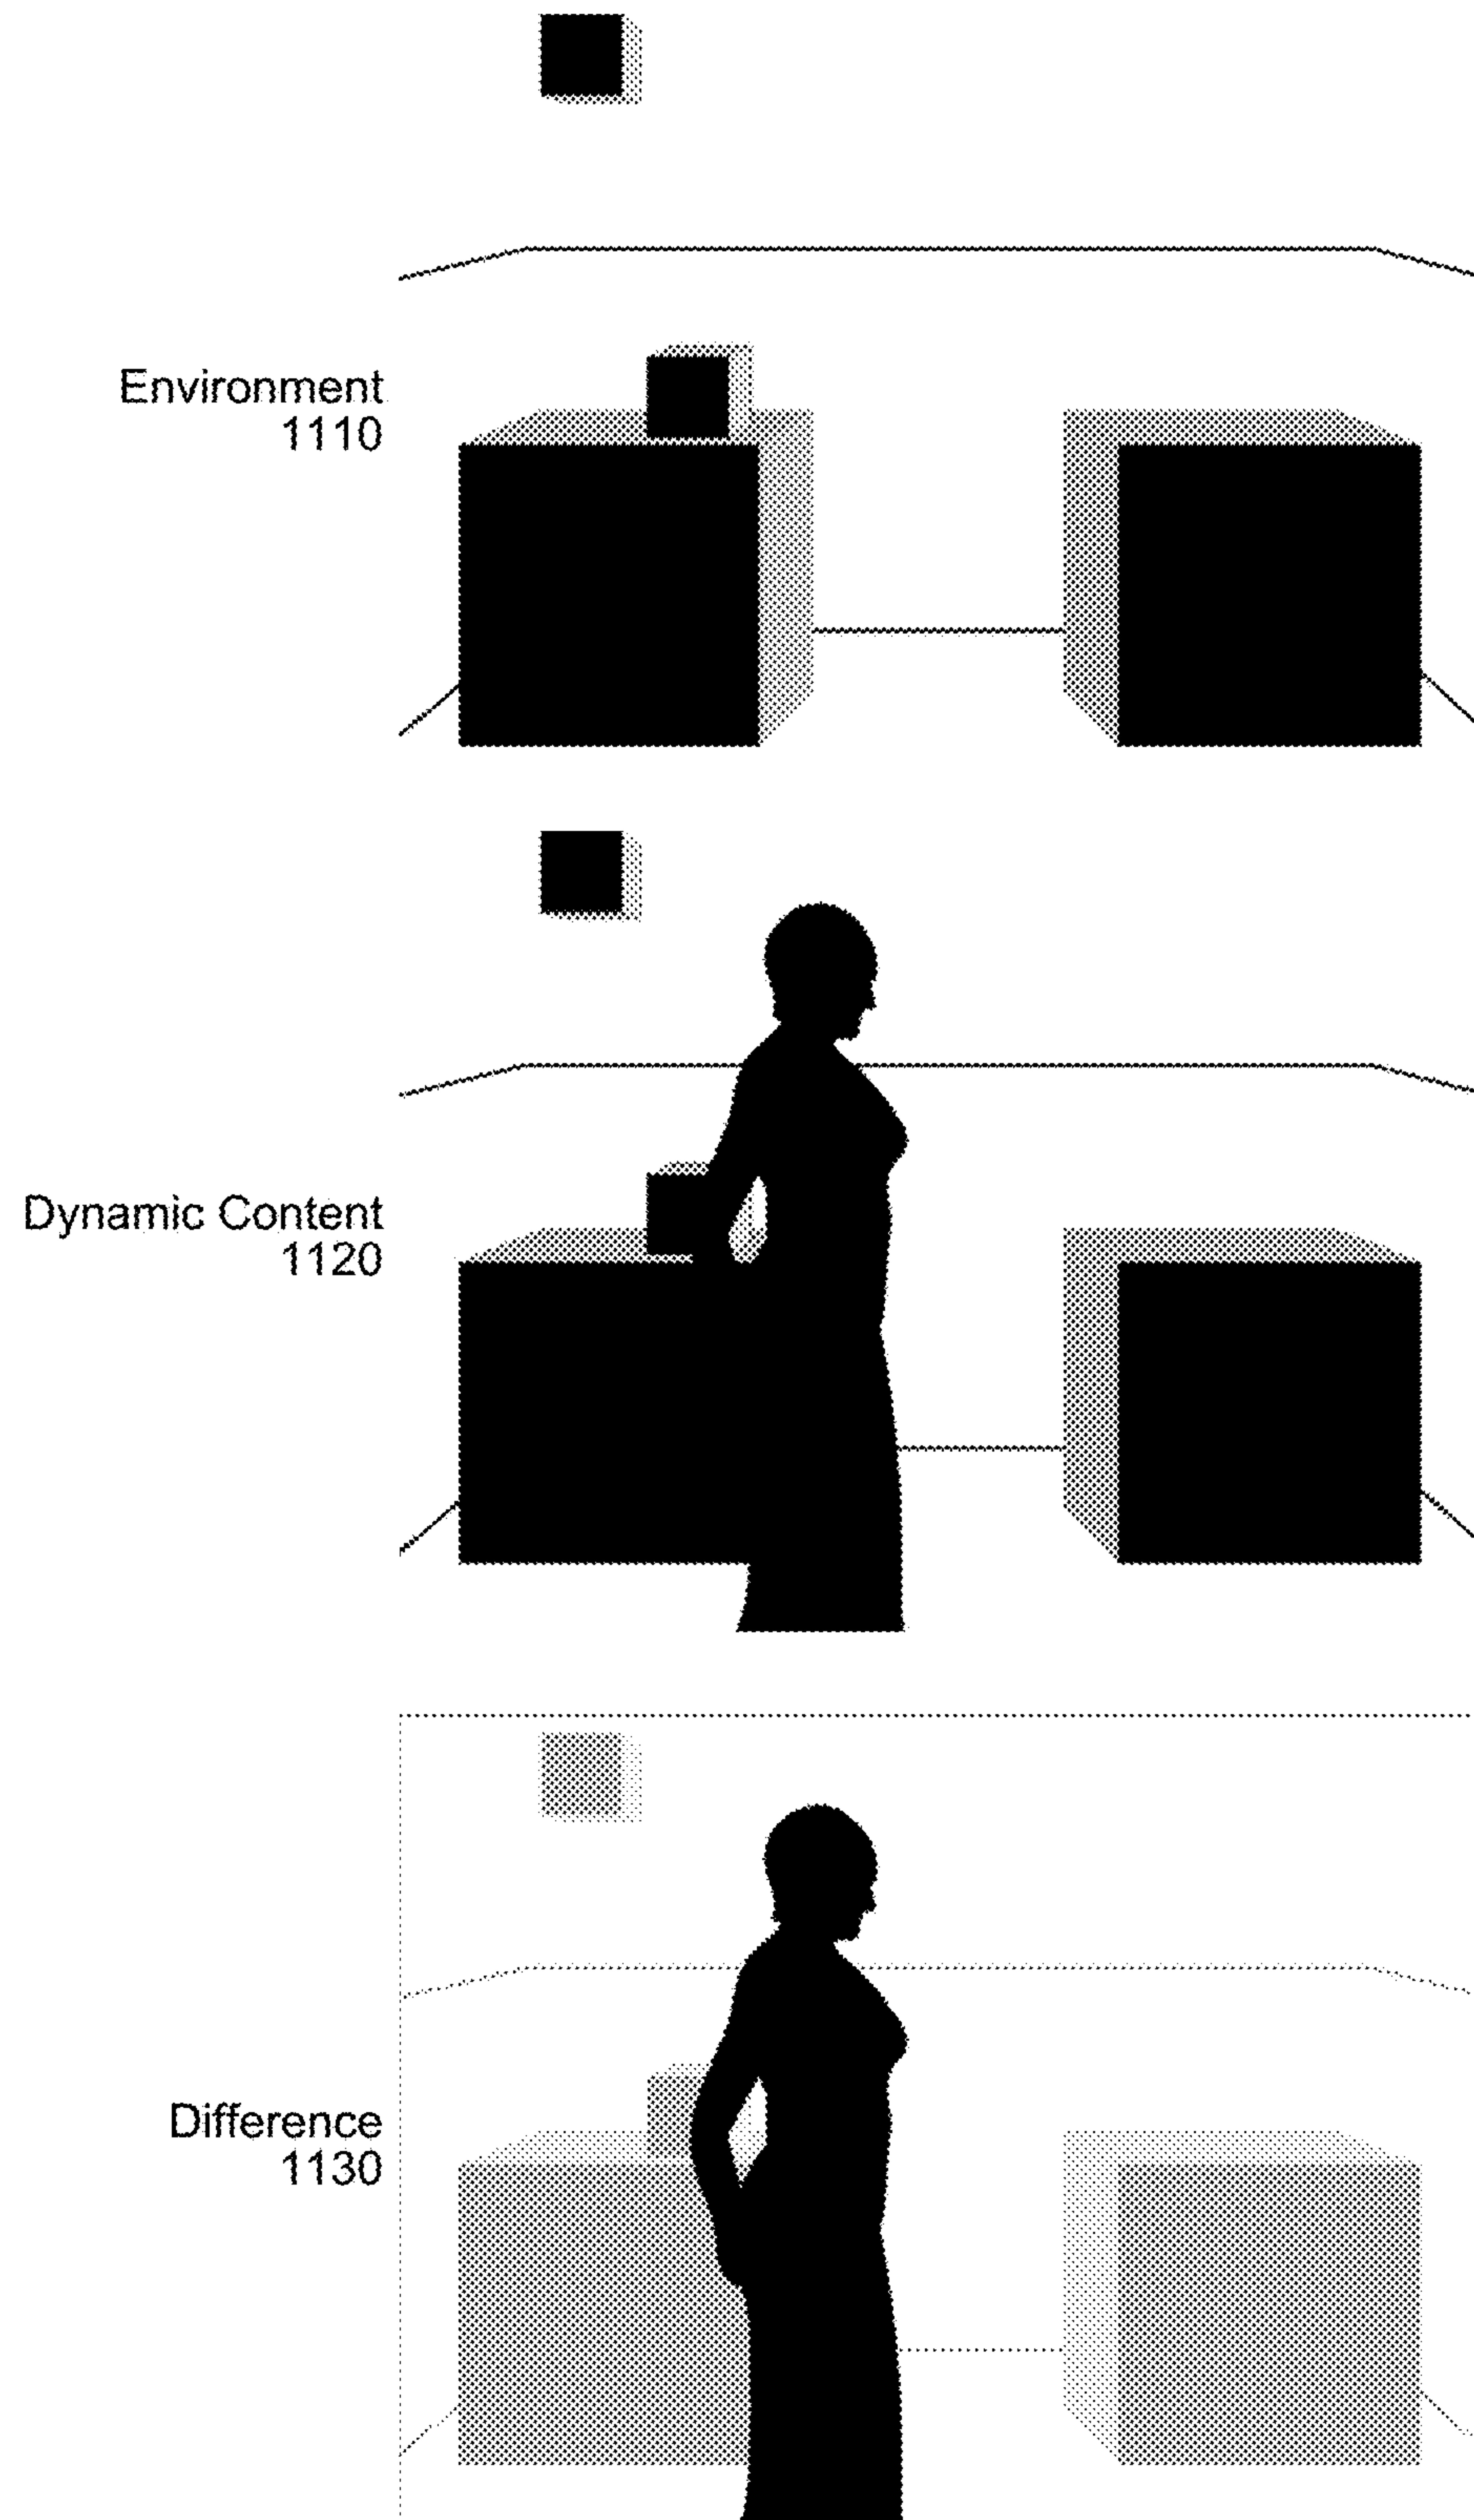 Environment
1110
Dynamic Content
1120
Difference
1130